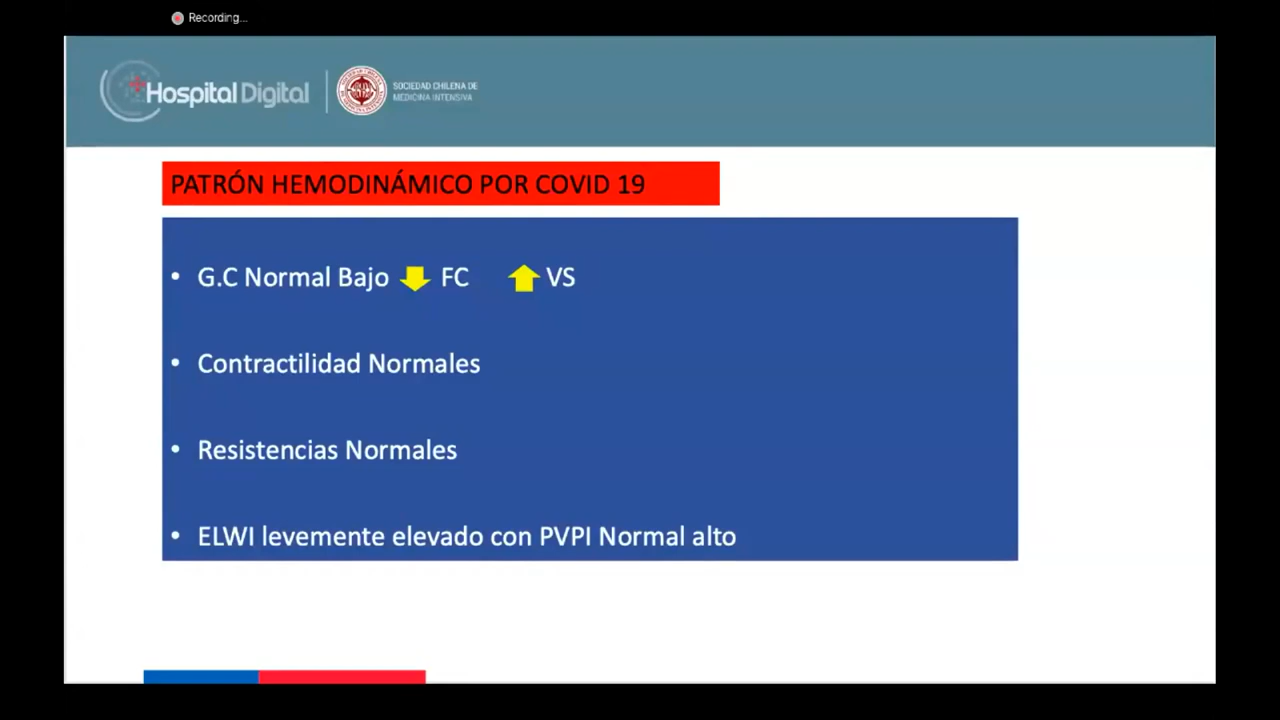 Recording...
Hospital Digital
SOCIEDAD CHILENA DE
MEDICINA INTENSIVA
PATRÓN HEMODINÁMICO POR COVID 19
• G.C Normal Bajo FC VS
• Contractilidad Normales
• Resistencias Normales
• ELWI levemente elevado con PVPI Normal alto